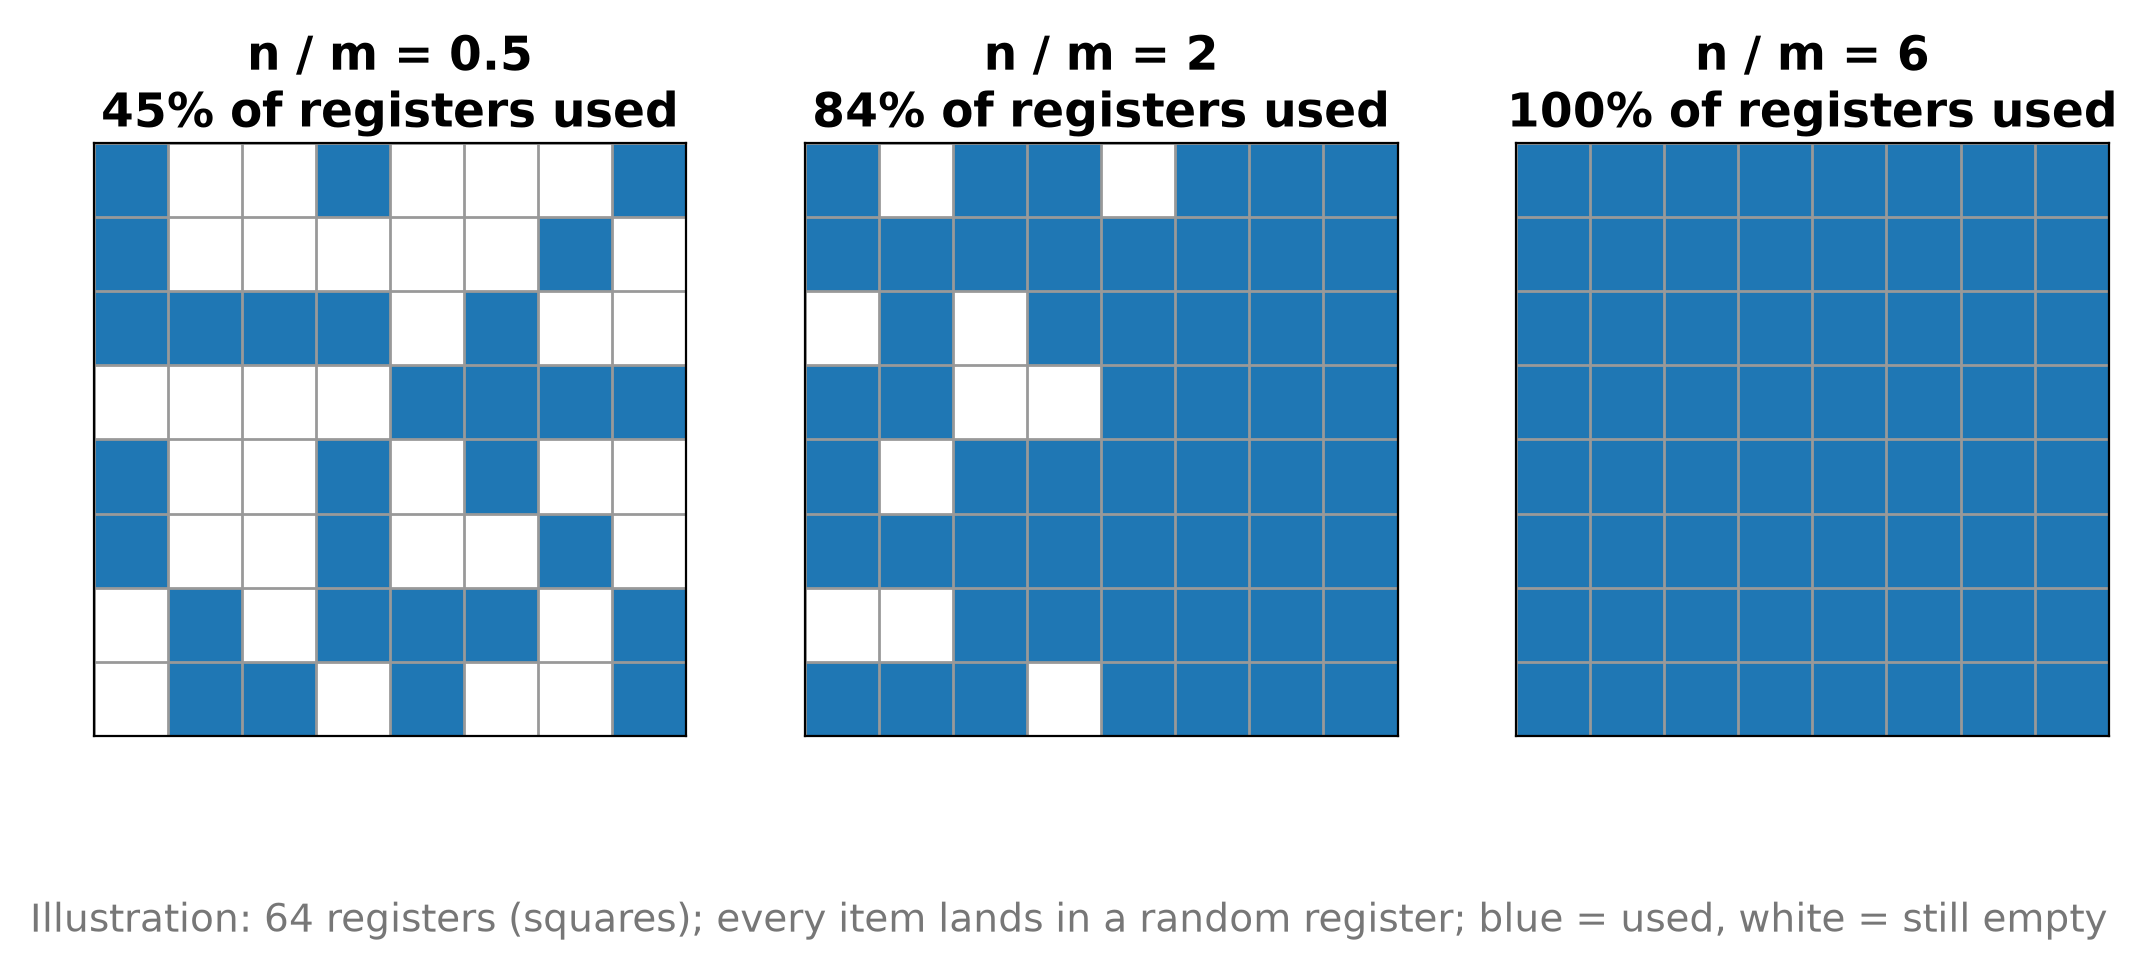 n / m = 0.5
45% of registers used
n / m = 2
84% of registers used
n / m = 6
100% of registers used
Illustration: 64 registers (squares); every item lands in a random register; blue = used, white = still empty